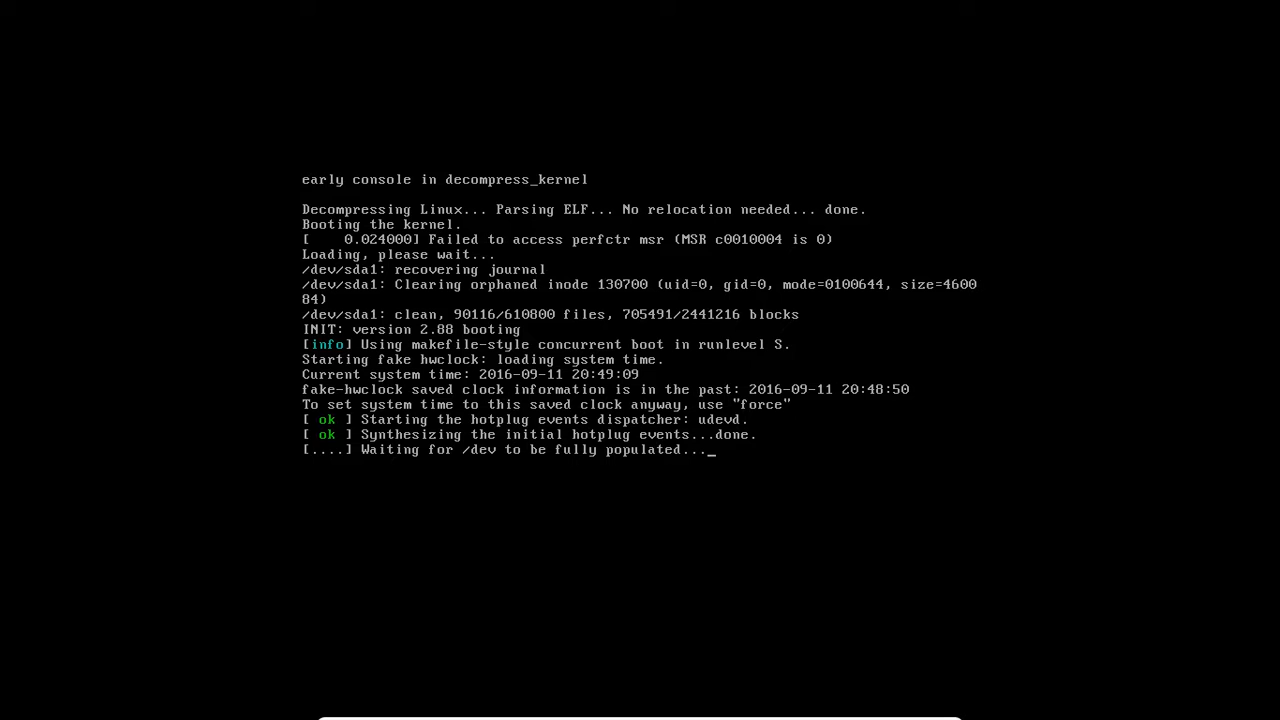 early console in decompress_kernel
Decompressing Linux... Parsing ELF... No relocation needed... done.
Booting the kernel.
[    0.024000] Failed to access perfctr msr (MSR c0010004 is 0)
Loading, please wait...
/dev/sda1: recovering journal
/dev/sda1: Clearing orphaned inode 130700 (uid=0, gid=0, mode=0100644, size=4600
84)
/dev/sda1: clean, 90116/610800 files, 705491/2441216 blocks
INIT: version 2.88 booting
[info] Using makefile-style concurrent boot in runlevel S.
Starting fake hwclock: loading system time.
Current system time: 2016-09-11 20:49:09
fake-hwclock saved clock information is in the past: 2016-09-11 20:48:50
To set system time to this saved clock anyway, use "force"
[ ok ] Starting the hotplug events dispatcher: udevd.
[ ok ] Synthesizing the initial hotplug events...done.
[....] Waiting for /dev to be fully populated..._